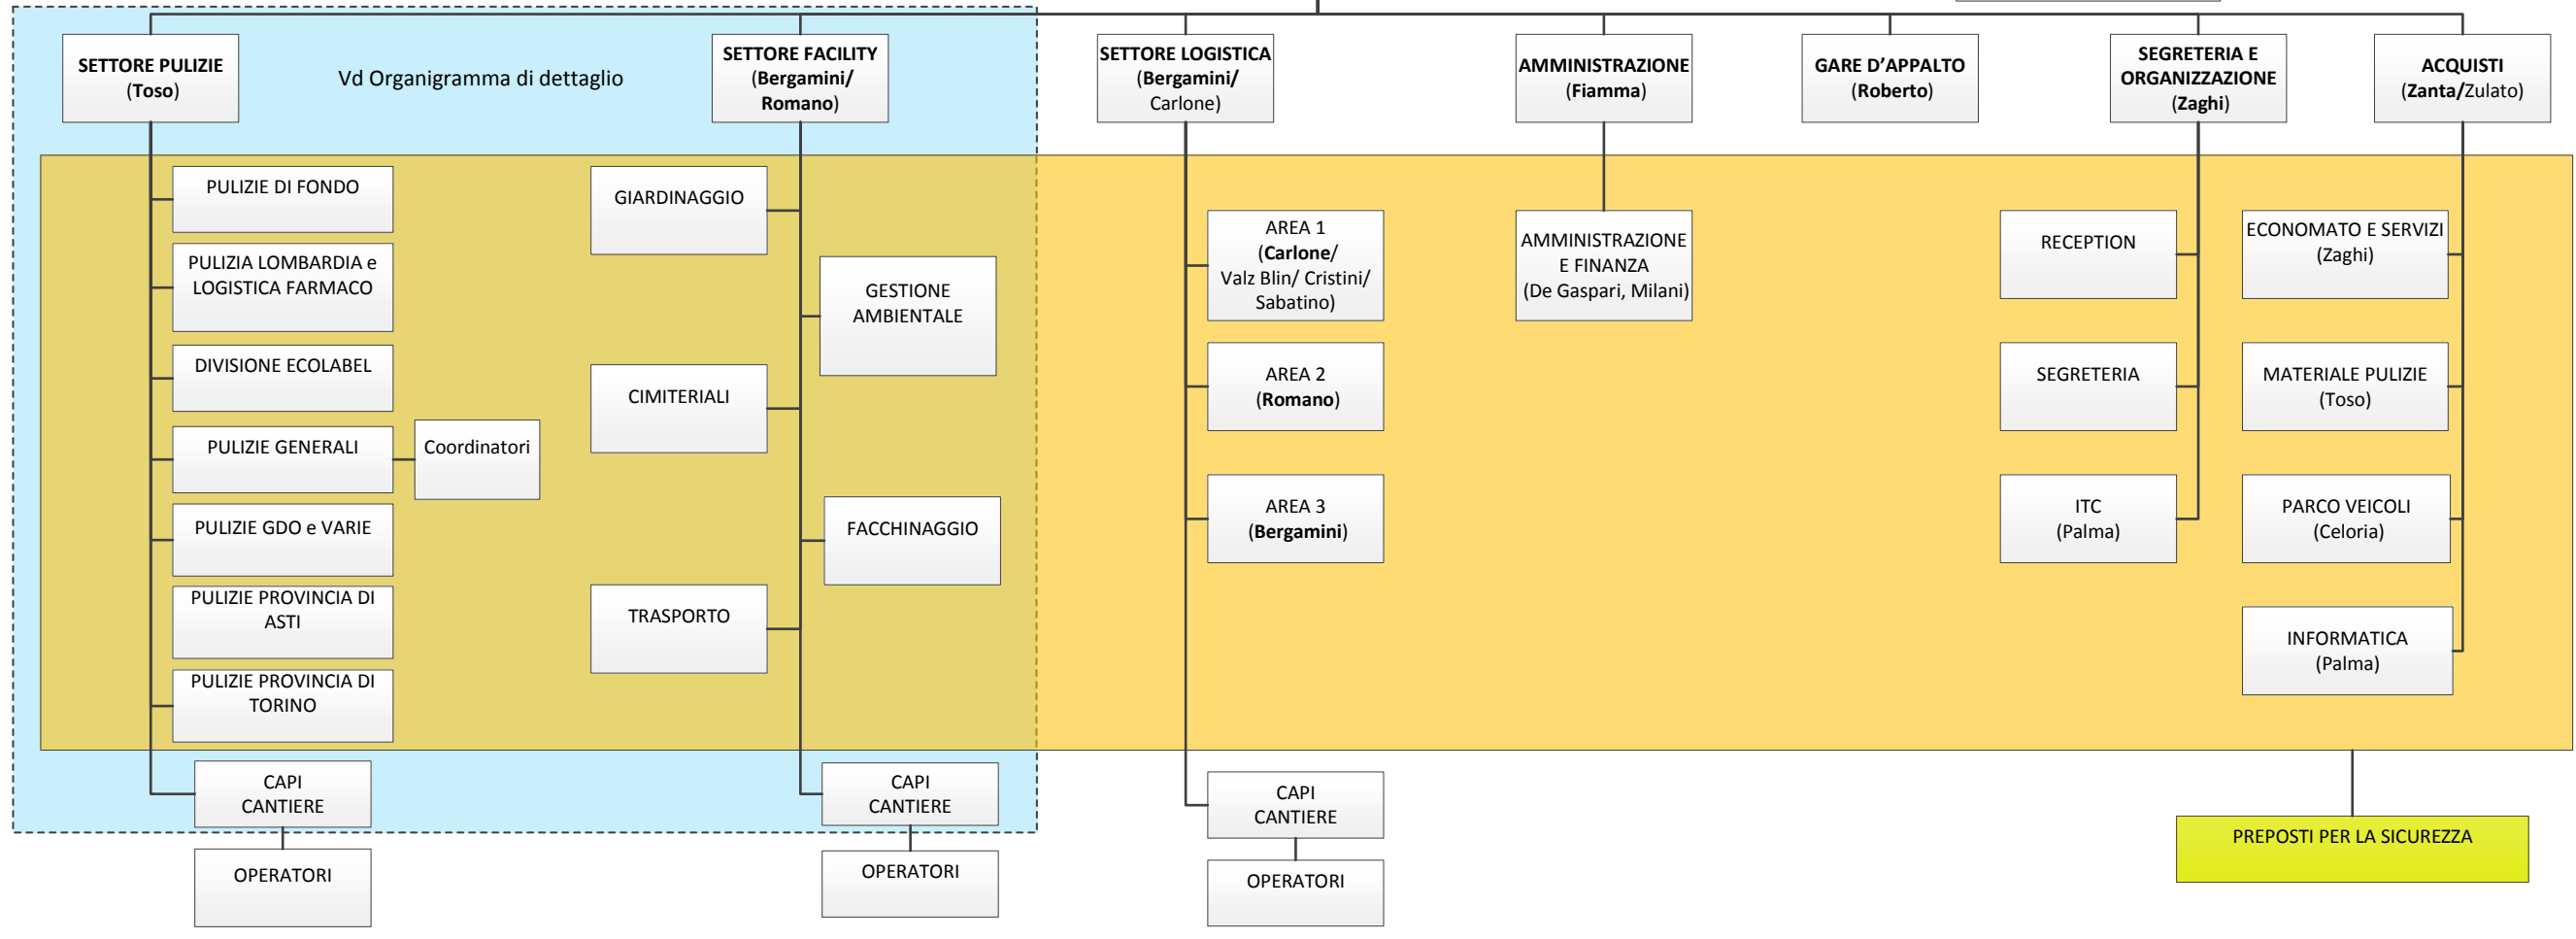 SETTORE PULIZIE
(Toso)
Vd Organigramma di dettaglio
SETTORE FACILITY
(Bergamini/
Romano)
SETTORE LOGISTICA
(Bergamini/
Carlone)
AMMINISTRAZIONE
(Fiamma)
GARE D’APPALTO
(Roberto)
SEGRETERIA E
ORGANIZZAZIONE
(Zaghi)
ACQUISTI
(Zanta/Zulato)
PULIZIE DI FONDO
PULIZIA LOMBARDIA e
LOGISTICA FARMACO
DIVISIONE ECOLABEL
PULIZIE GENERALI
Coordinatori
PULIZIE GDO e VARIE
PULIZIE PROVINCIA DI
ASTI
PULIZIE PROVINCIA DI
TORINO
CAPI
CANTIERE
OPERATORI
GIARDINAGGIO
GESTIONE
AMBIENTALE
CIMITERIALI
FACCHINAGGIO
TRASPORTO
CAPI
CANTIERE
OPERATORI
AREA 1
(Carlone/
Valz Blin/ Cristini/
Sabatino)
AREA 2
(Romano)
AREA 3
(Bergamini)
CAPI
CANTIERE
OPERATORI
AMMINISTRAZIONE
E FINANZA
(De Gaspari, Milani)
RECEPTION
SEGRETERIA
ITC
(Palma)
ECONOMATO E SERVIZI
(Zaghi)
MATERIALE PULIZIE
(Toso)
PARCO VEICOLI
(Celoria)
INFORMATICA
(Palma)
PREPOSTI PER LA SICUREZZA